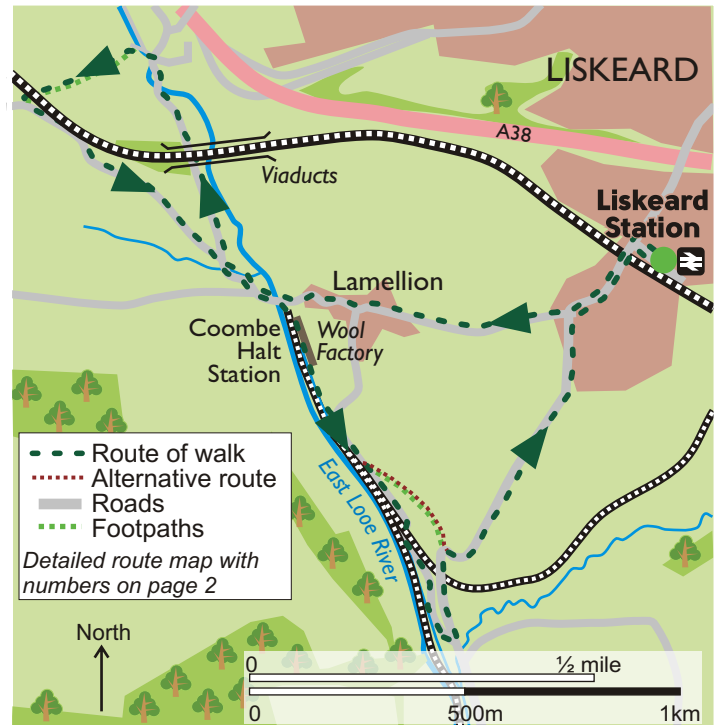 LISKEARD
A38
Viaducts
Liskeard
Station
Lamellion
Coombe
Halt
Station
Wool
Factory
East Looe River
Route of walk
Alternative route
Roads
Footpaths
Detailed route map with
numbers on page 2
North
0 ½ mile
0 500m 1km